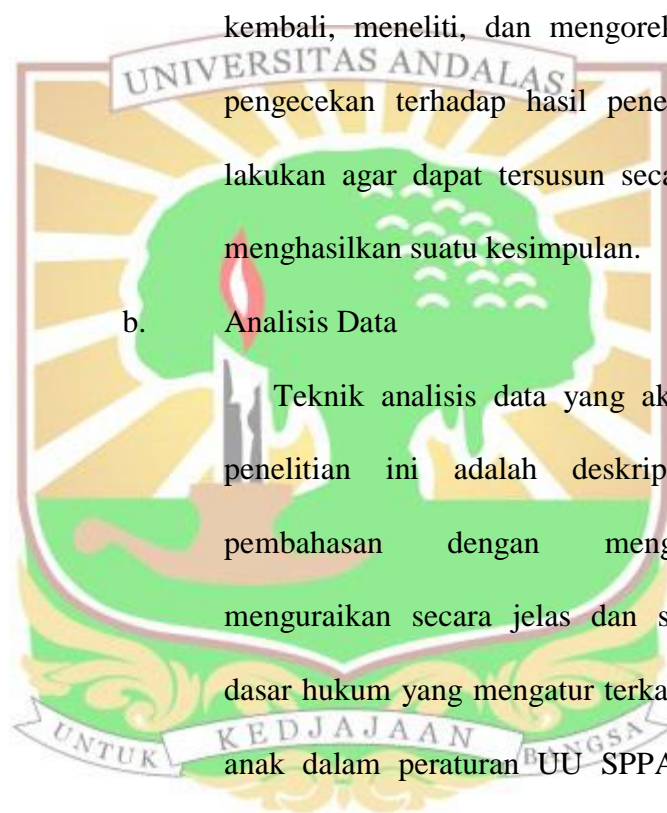 kembali, meneliti, dan mengorel
UNIVERSITAS ANDALAS
pengecekan terhadap hasil pene
lakukan agar dapat tersusun seca
menghasilkan suatu kesimpulan.
b. Analisis Data
Teknik analisis data yang ak
penelitian ini adalah deskrip
pembahasan dengan meng
menguraikan secara jelas dan s
dasar hukum yang mengatur terka
UNTUK KEDJAJAAN BANGSA
anak dalam peraturan UU SPPA